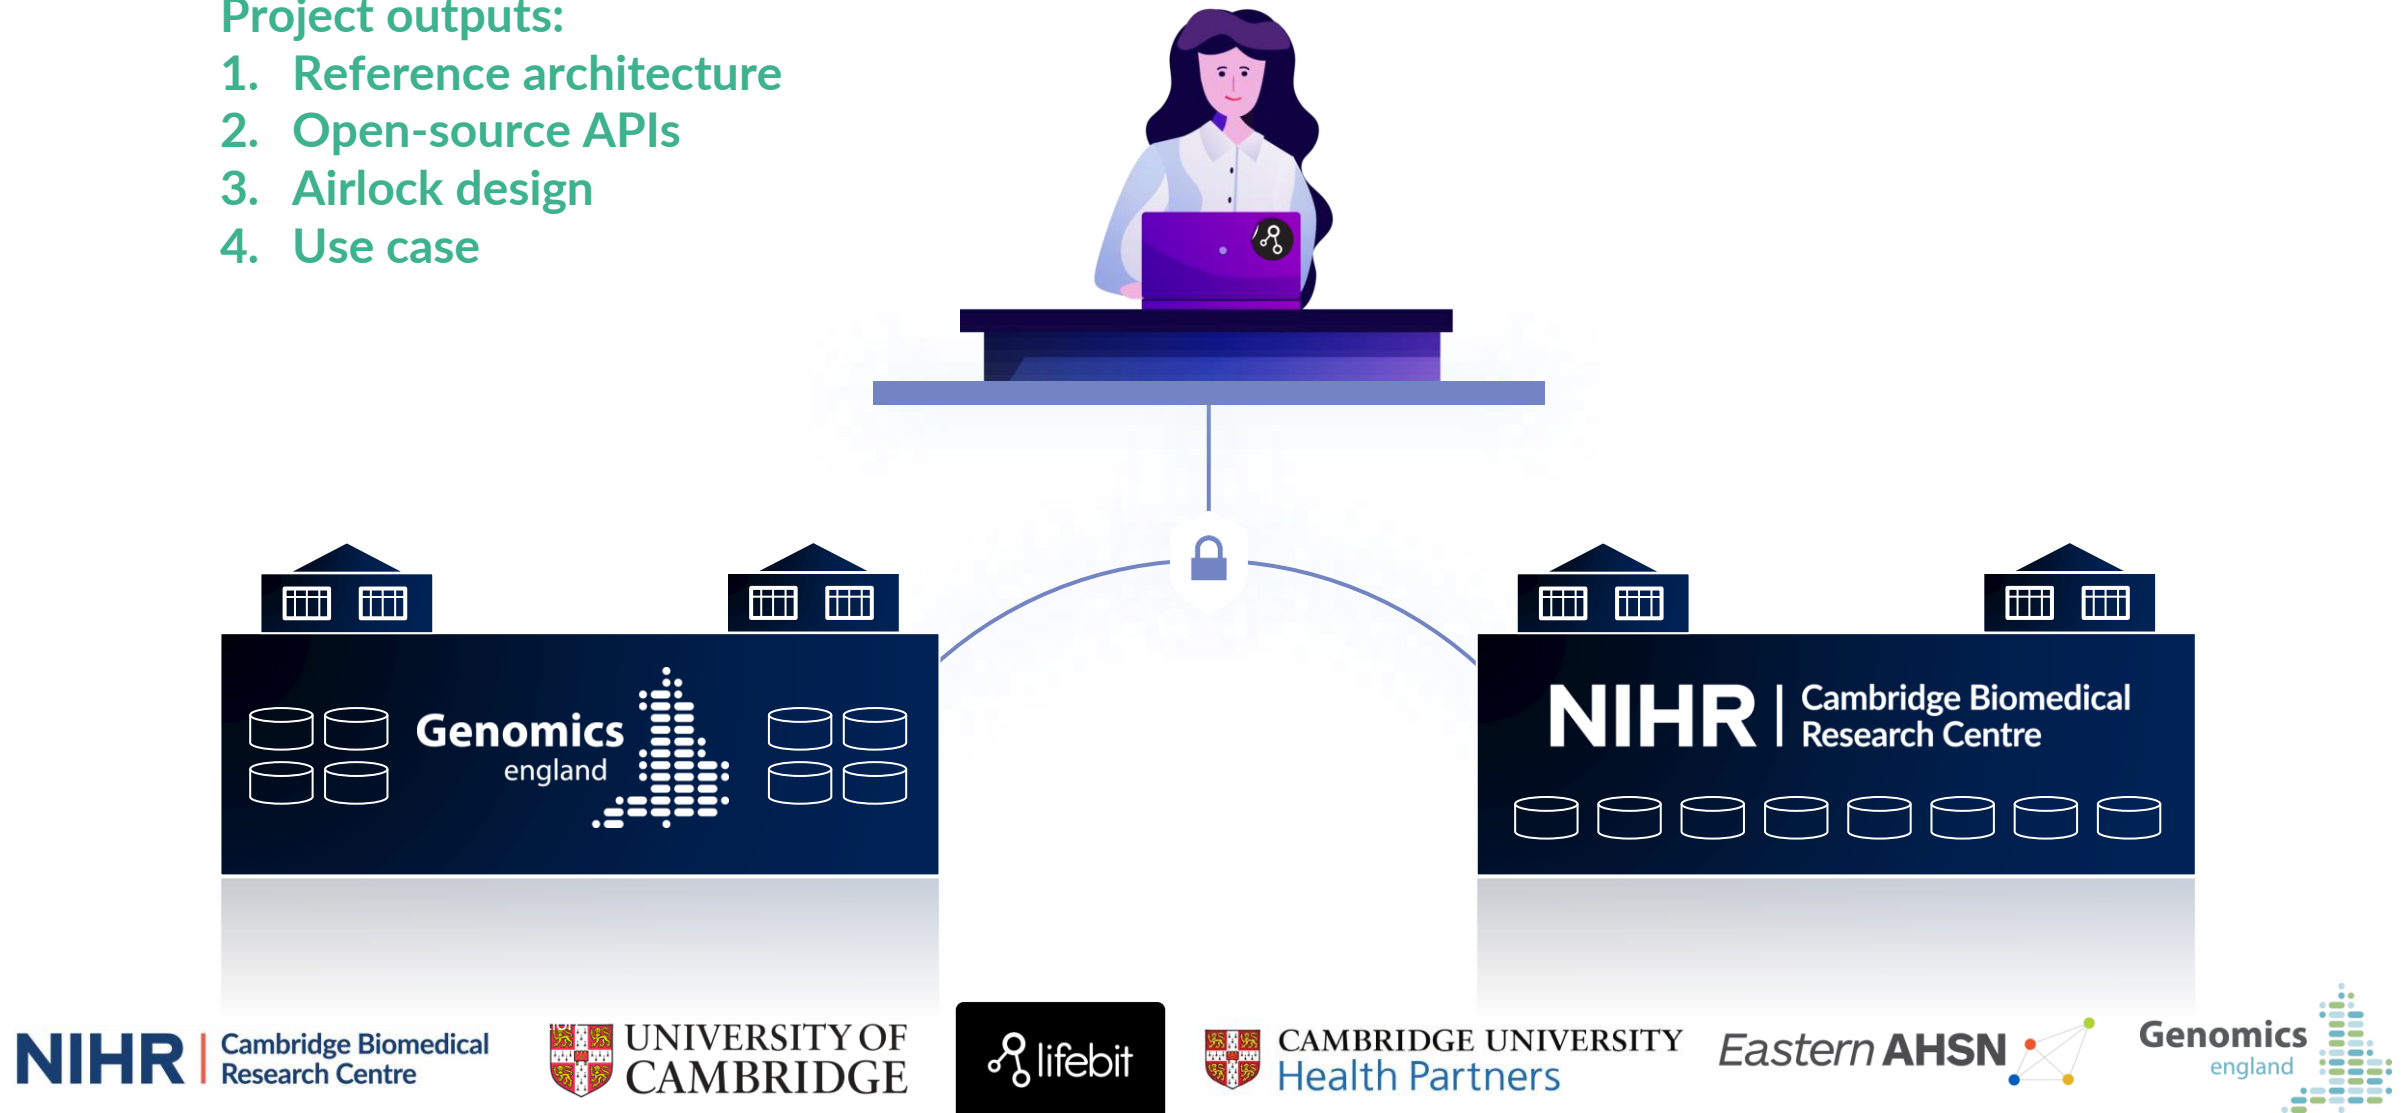 Project outputs:
1. Reference architecture
2. Open-source APIs
3. Airlock design
4. Use case
Genomics
england
NIHR | Cambridge Biomedical
Research Centre
NIHR | Cambridge Biomedical
Research Centre
UNIVERSITY OF
CAMBRIDGE
lifebit
CAMBRIDGE UNIVERSITY
Health Partners
Eastern AHSN
Genomics
england